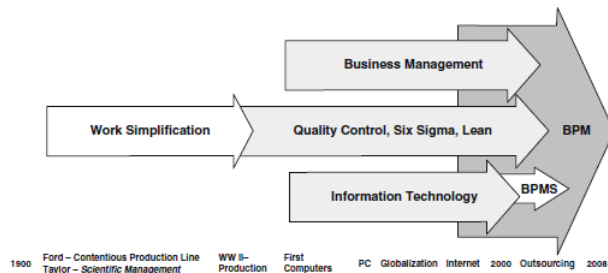 Business Management
Work Simplification
Quality Control, Six Sigma, Lean
BPM
Information Technology
BPMS
1900 Ford – Contentious Production Line WW II– First PC Globalization Internet 2000 Outsourcing 2008
Taylor – Scientific Management Production Computers